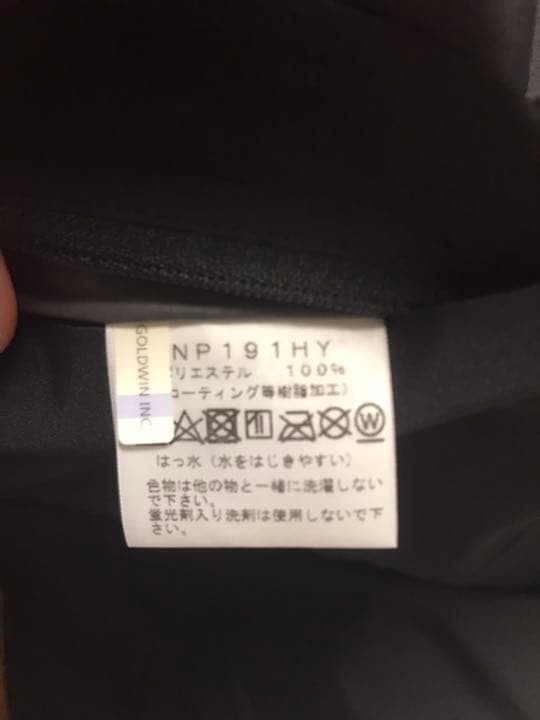 GOLDWIN INC
NP191HY
リエステル 100%
コーティング等樹脂加工)
W
はっ水 (水をはじきやすい)
色物は他の物と一緒に洗濯しない
で下さい。
蛍光剤入り洗剤は使用しないで下
さい。